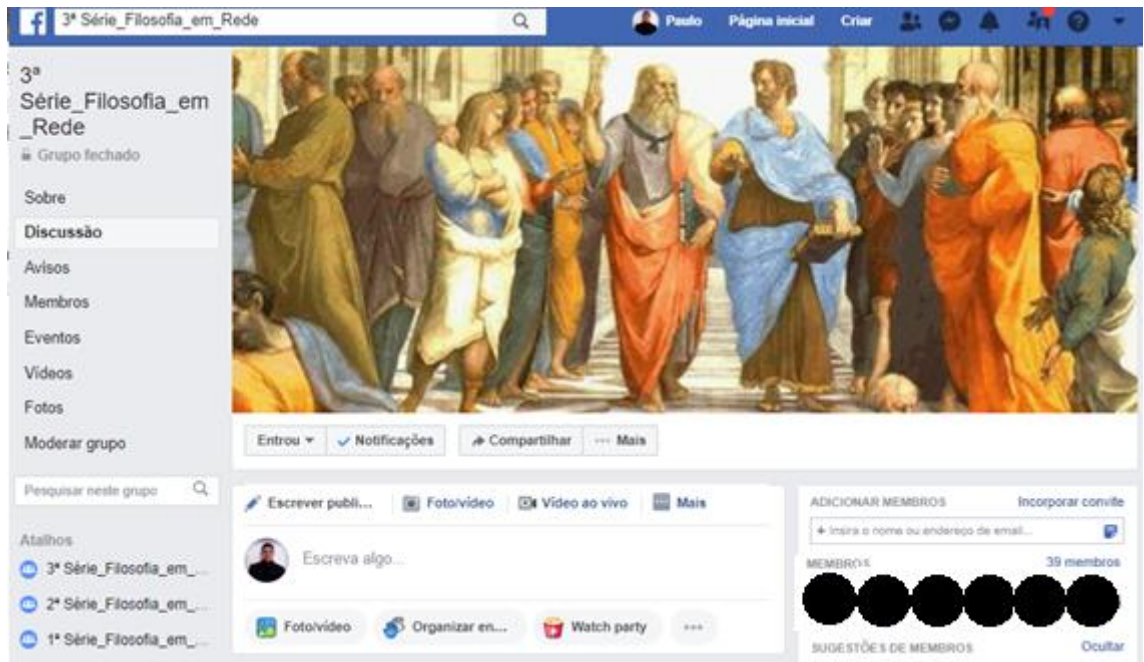 3ª Série_Filosofia_em_Rede
Paulo
Página inicial
Criar
3ª
Série_Filosofia_em
_Rede
Grupo fechado
Sobre
Discussão
Avisos
Membros
Eventos
Vídeos
Fotos
Moderar grupo
Pesquisar neste grupo
Atalhos
3ª Série_Filosofia_em_...
2ª Série_Filosofia_em_...
1ª Série_Filosofia_em_...
Entrou
Notificações
Compartilhar
Mais
Escrever publi...
Foto/vídeo
Vídeo ao vivo
Mais
Escreva algo...
Foto/vídeo
Organizar en...
Watch party
ADICIONAR MEMBROS
Incorporar convite
+ Insira o nome ou endereço de email...
MEMBROS
39 membros
SUGESTÕES DE MEMBROS
Ocultar